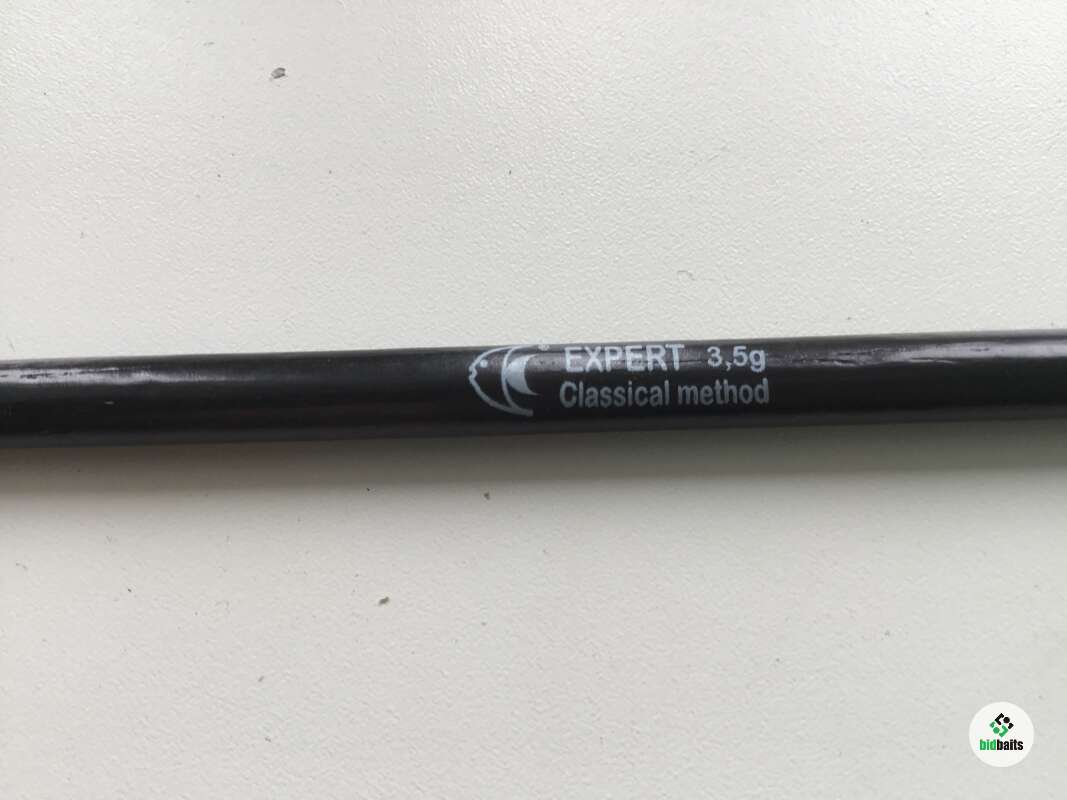 EXPERT 3,5g
Classical method
bidbaits